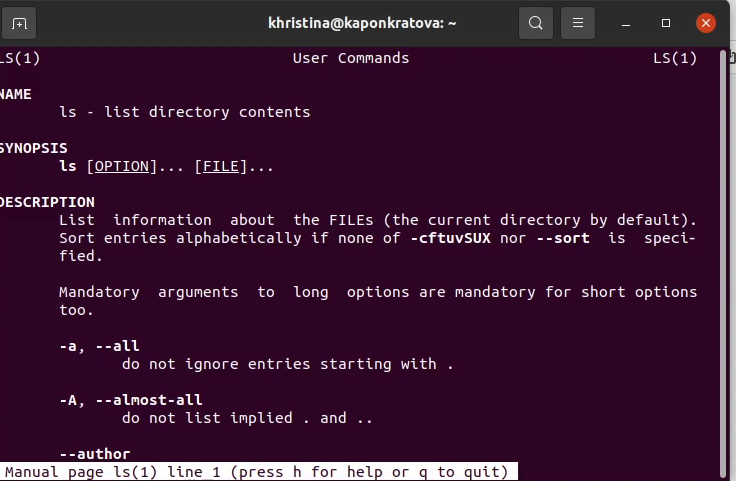 khristina@kaponkratova: ~
LS(1) User Commands LS(1)
NAME
ls - list directory contents
SYNOPSIS
ls [OPTION]... [FILE]...
DESCRIPTION
List information about the FILEs (the current directory by default).
Sort entries alphabetically if none of -cftuvSUX nor --sort is speci-
fied.
Mandatory arguments to long options are mandatory for short options
too.
-a, --all
do not ignore entries starting with .
-A, --almost-all
do not list implied . and ..
--author
Manual page ls(1) line 1 (press h for help or q to quit)